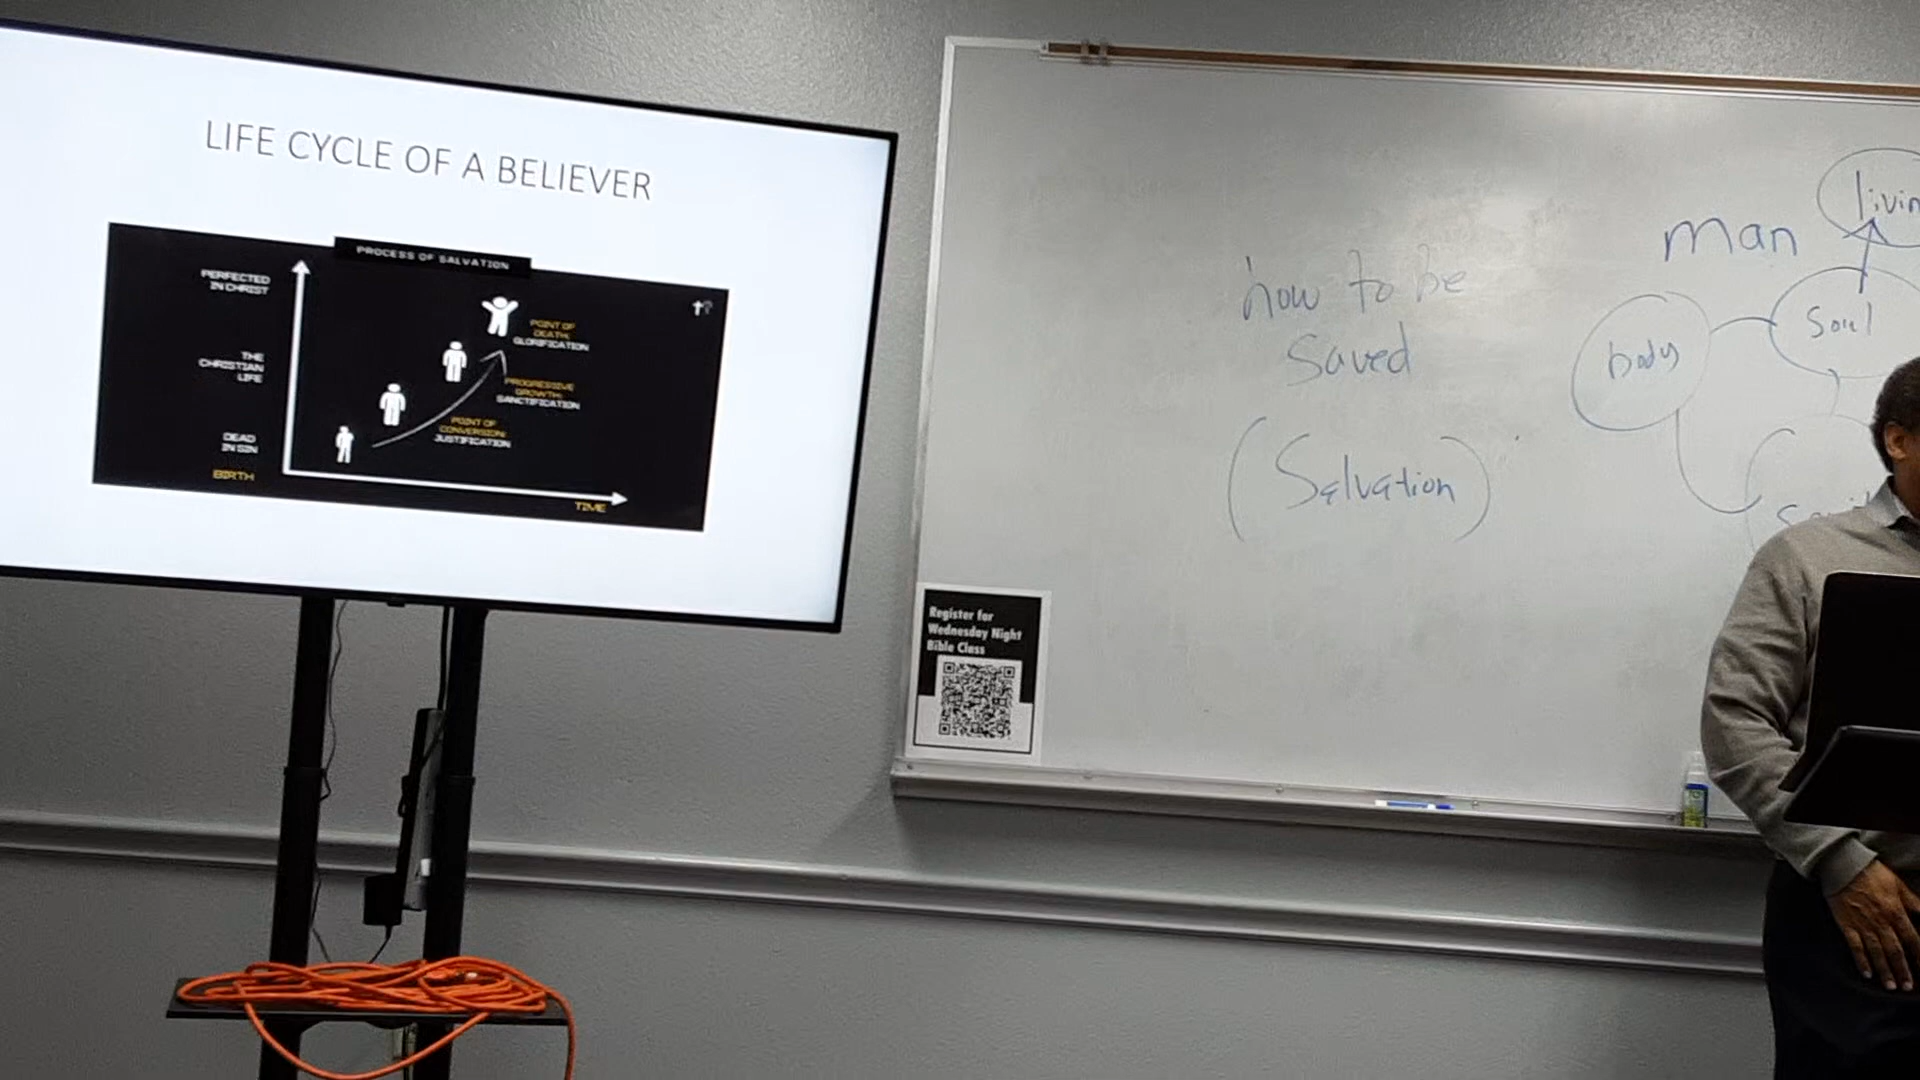 LIFE CYCLE OF A BELIEVER
PROCESS OF SALVATION
PERFECTED
IN CHRIST
THE
CHRISTIAN
LIFE
DEAD
IN SIN
BIRTH
POINT OF
DEATH:
GLORIFICATION
PROGRESSIVE
GROWTH:
SANCTIFICATION
POINT OF
CONVERSION:
JUSTIFICATION
TIME
how to be
Saved
(Salvation)
man
livin
body
Soul
Register for
Wednesday Night
Bible Class